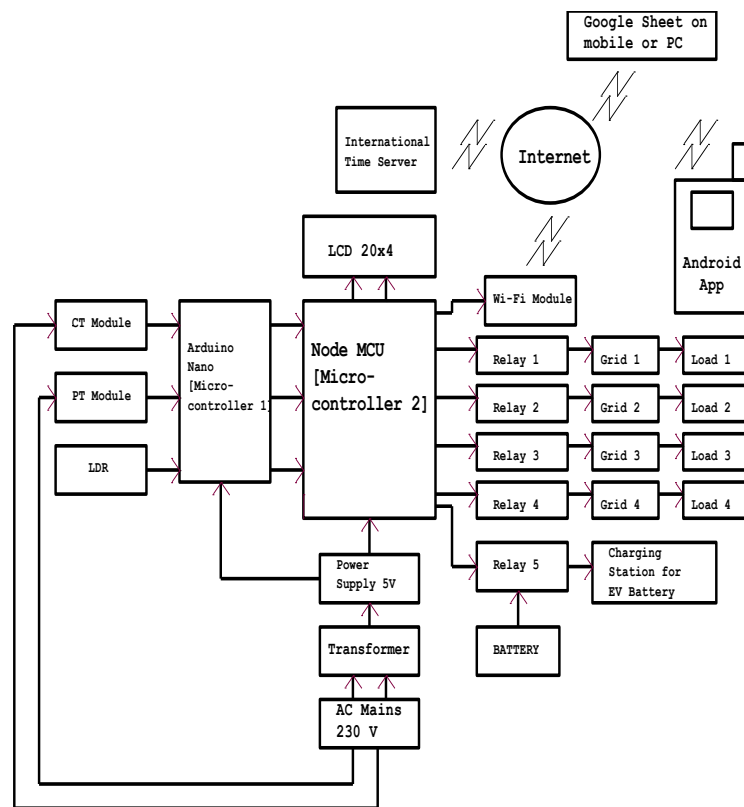 Google Sheet on
mobile or PC
International
Time Server
Internet
LCD 20x4
Android
App
Wi-Fi Module
CT Module
Arduino
Nano
[Micro-
controller 1]
Node MCU
[Micro-
controller 2]
Relay 1
Grid 1
Load 1
PT Module
Relay 2
Grid 2
Load 2
LDR
Relay 3
Grid 3
Load 3
Relay 4
Grid 4
Load 4
Power
Supply 5V
Relay 5
Charging
Station for
EV Battery
Transformer
BATTERY
AC Mains
230 V